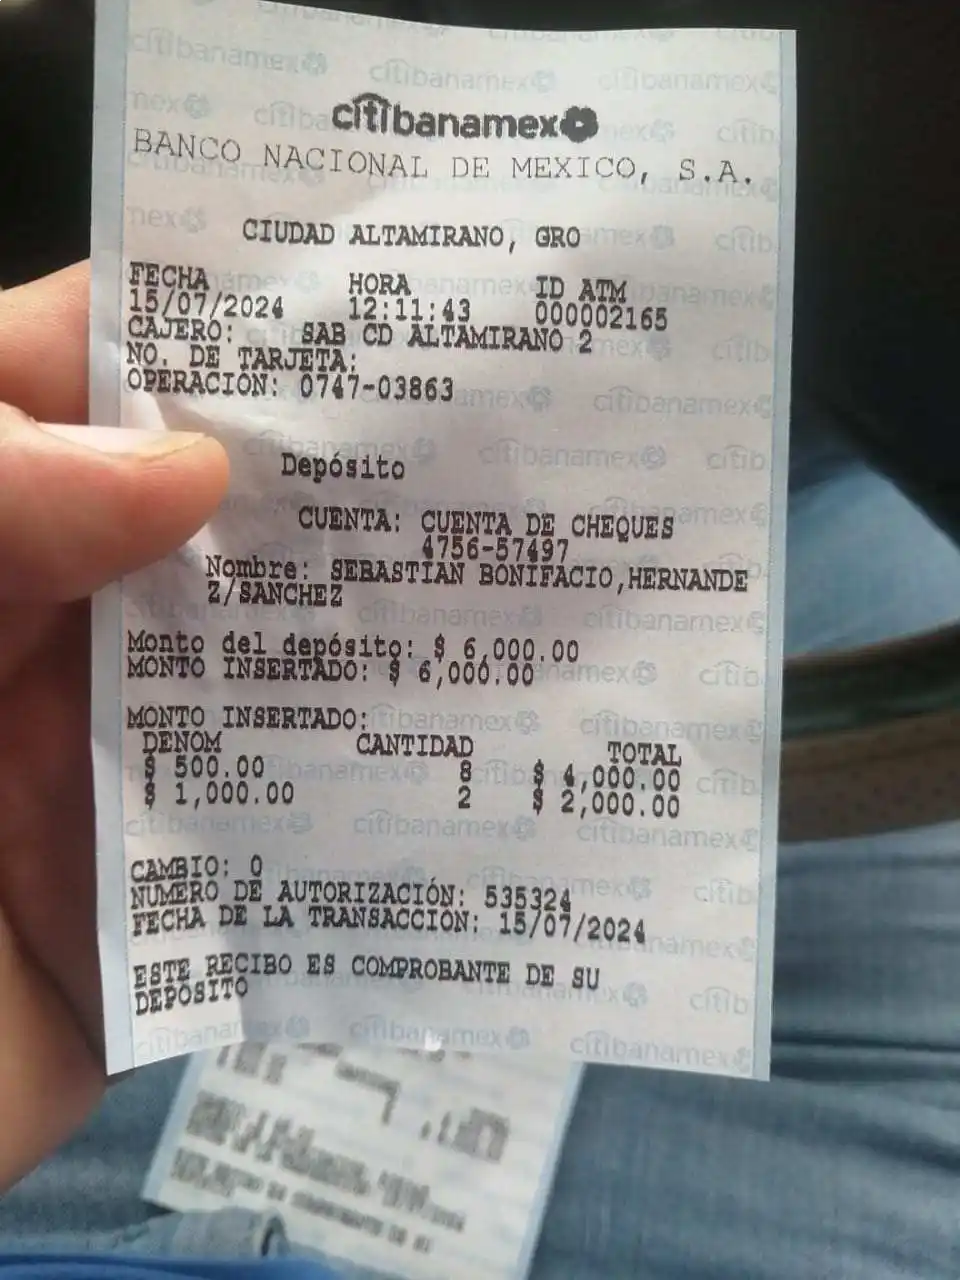 citibanamex
BANCO NACIONAL DE MEXICO, S.A.
CIUDAD ALTAMIRANO, GRO
FECHA HORA ID ATM
15/07/2024 12:11:43 000002165
CAJERO: SAB CD ALTAMIRANO 2
NO. DE TARJETA:
OPERACIÓN: 0747-03863
Depósito
CUENTA: CUENTA DE CHEQUES
4756-57497
Nombre: SEBASTIAN BONIFACIO,HERNANDE
Z/SANCHEZ
Monto del depósito: $ 6,000.00
MONTO INSERTADO: $ 6,000.00
MONTO INSERTADO:
DENOM CANTIDAD TOTAL
$ 500.00 8 $ 4,000.00
$ 1,000.00 2 $ 2,000.00
CAMBIO: 0
NUMERO DE AUTORIZACIÓN: 535324
FECHA DE LA TRANSACCIÓN: 15/07/2024
ESTE RECIBO ES COMPROBANTE DE SU
DEPÓSITO